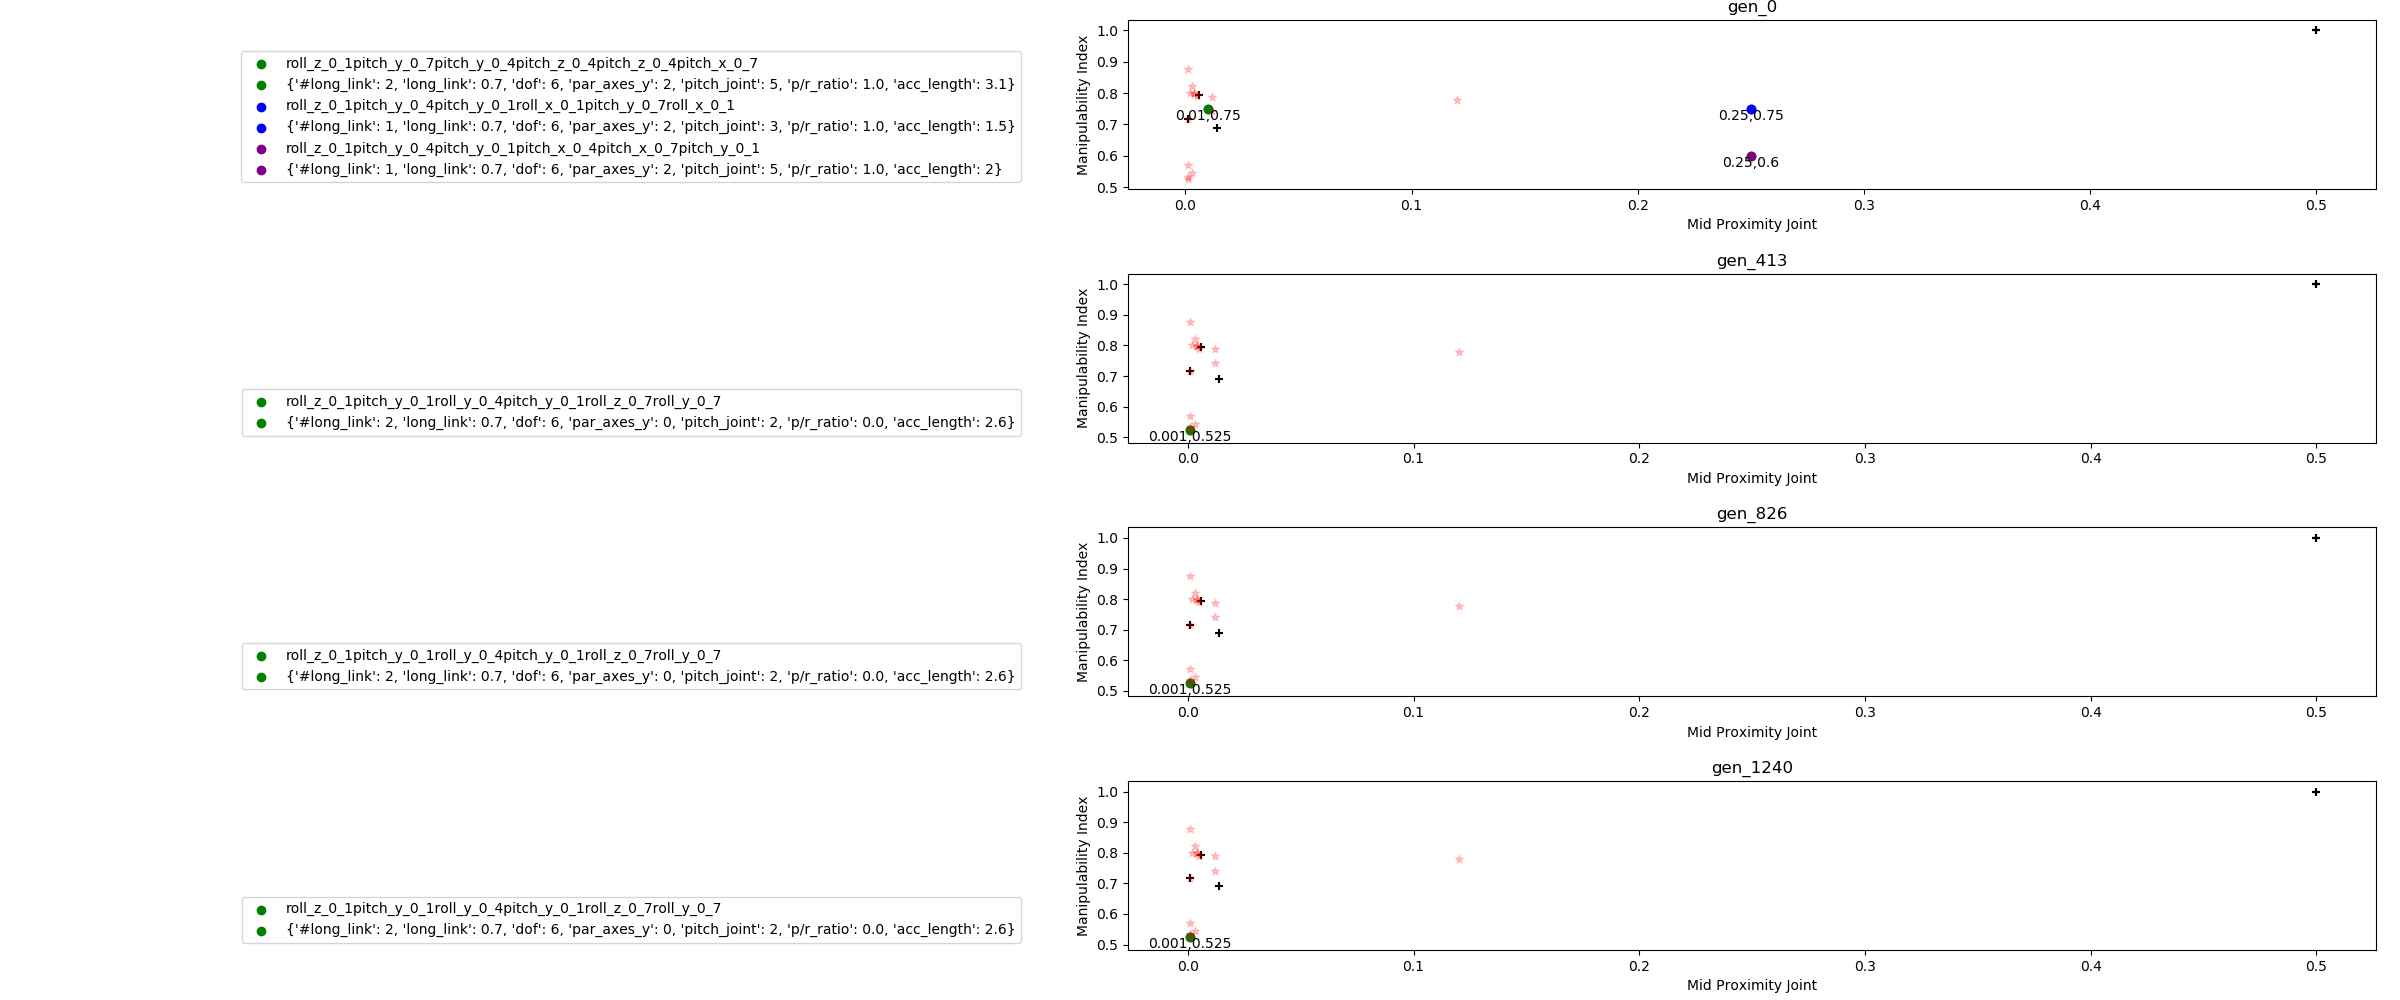 roll_z_0_1pitch_y_0_7pitch_y_0_4pitch_z_0_4pitch_z_0_4pitch_x_0_7
{'#long_link': 2, 'long_link': 0.7, 'dof': 6, 'par_axes_y': 2, 'pitch_joint': 5, 'p/r_ratio': 1.0, 'acc_length': 3.1}
roll_z_0_1pitch_y_0_4pitch_y_0_1roll_x_0_1pitch_y_0_7roll_x_0_1
{'#long_link': 1, 'long_link': 0.7, 'dof': 6, 'par_axes_y': 2, 'pitch_joint': 3, 'p/r_ratio': 1.0, 'acc_length': 1.5}
roll_z_0_1pitch_y_0_4pitch_y_0_1pitch_x_0_4pitch_x_0_7pitch_y_0_1
{'#long_link': 1, 'long_link': 0.7, 'dof': 6, 'par_axes_y': 2, 'pitch_joint': 5, 'p/r_ratio': 1.0, 'acc_length': 2}
gen_0
Manipulability Index
1.0
0.9
0.8
0.7
0.6
0.5
0.01,0.75
0.25,0.75
0.25,0.6
0.0 0.1 0.2 0.3 0.4 0.5
Mid Proximity Joint
roll_z_0_1pitch_y_0_1roll_y_0_4pitch_y_0_1roll_z_0_7roll_y_0_7
{'#long_link': 2, 'long_link': 0.7, 'dof': 6, 'par_axes_y': 0, 'pitch_joint': 2, 'p/r_ratio': 0.0, 'acc_length': 2.6}
gen_413
Manipulability Index
1.0
0.9
0.8
0.7
0.6
0.5
0.001,0.525
0.0 0.1 0.2 0.3 0.4 0.5
Mid Proximity Joint
roll_z_0_1pitch_y_0_1roll_y_0_4pitch_y_0_1roll_z_0_7roll_y_0_7
{'#long_link': 2, 'long_link': 0.7, 'dof': 6, 'par_axes_y': 0, 'pitch_joint': 2, 'p/r_ratio': 0.0, 'acc_length': 2.6}
gen_826
Manipulability Index
1.0
0.9
0.8
0.7
0.6
0.5
0.001,0.525
0.0 0.1 0.2 0.3 0.4 0.5
Mid Proximity Joint
roll_z_0_1pitch_y_0_1roll_y_0_4pitch_y_0_1roll_z_0_7roll_y_0_7
{'#long_link': 2, 'long_link': 0.7, 'dof': 6, 'par_axes_y': 0, 'pitch_joint': 2, 'p/r_ratio': 0.0, 'acc_length': 2.6}
gen_1240
Manipulability Index
1.0
0.9
0.8
0.7
0.6
0.5
0.001,0.525
0.0 0.1 0.2 0.3 0.4 0.5
Mid Proximity Joint